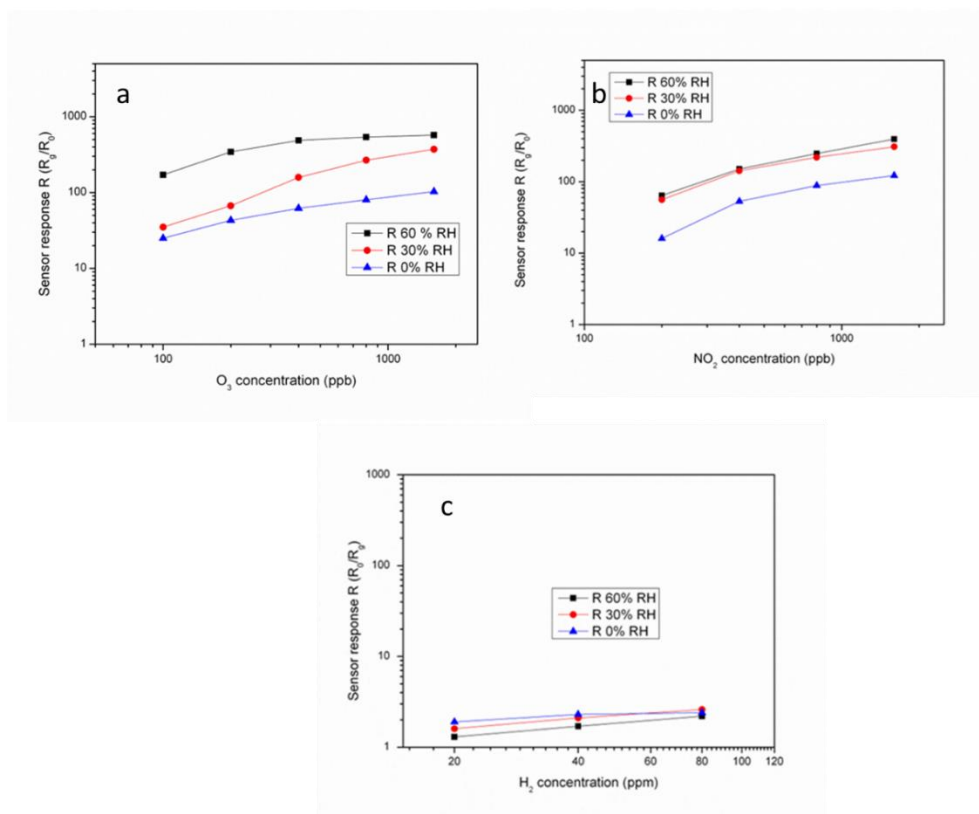 a
1000
100
10
1
Sensor response R (Rg/R0)
R 60 % RH
R 30% RH
R 0% RH
100 1000
O3 concentration (ppb)
b
R 60% RH
R 30% RH
R 0% RH
1000
100
10
1
Sensor response R (Rg/R0)
100 1000
NO2 concentration (ppb)
c
1000
100
10
1
Sensor response R (R0/Rg)
R 60% RH
R 30% RH
R 0% RH
20 40 60 80 100 120
H2 concentration (ppm)